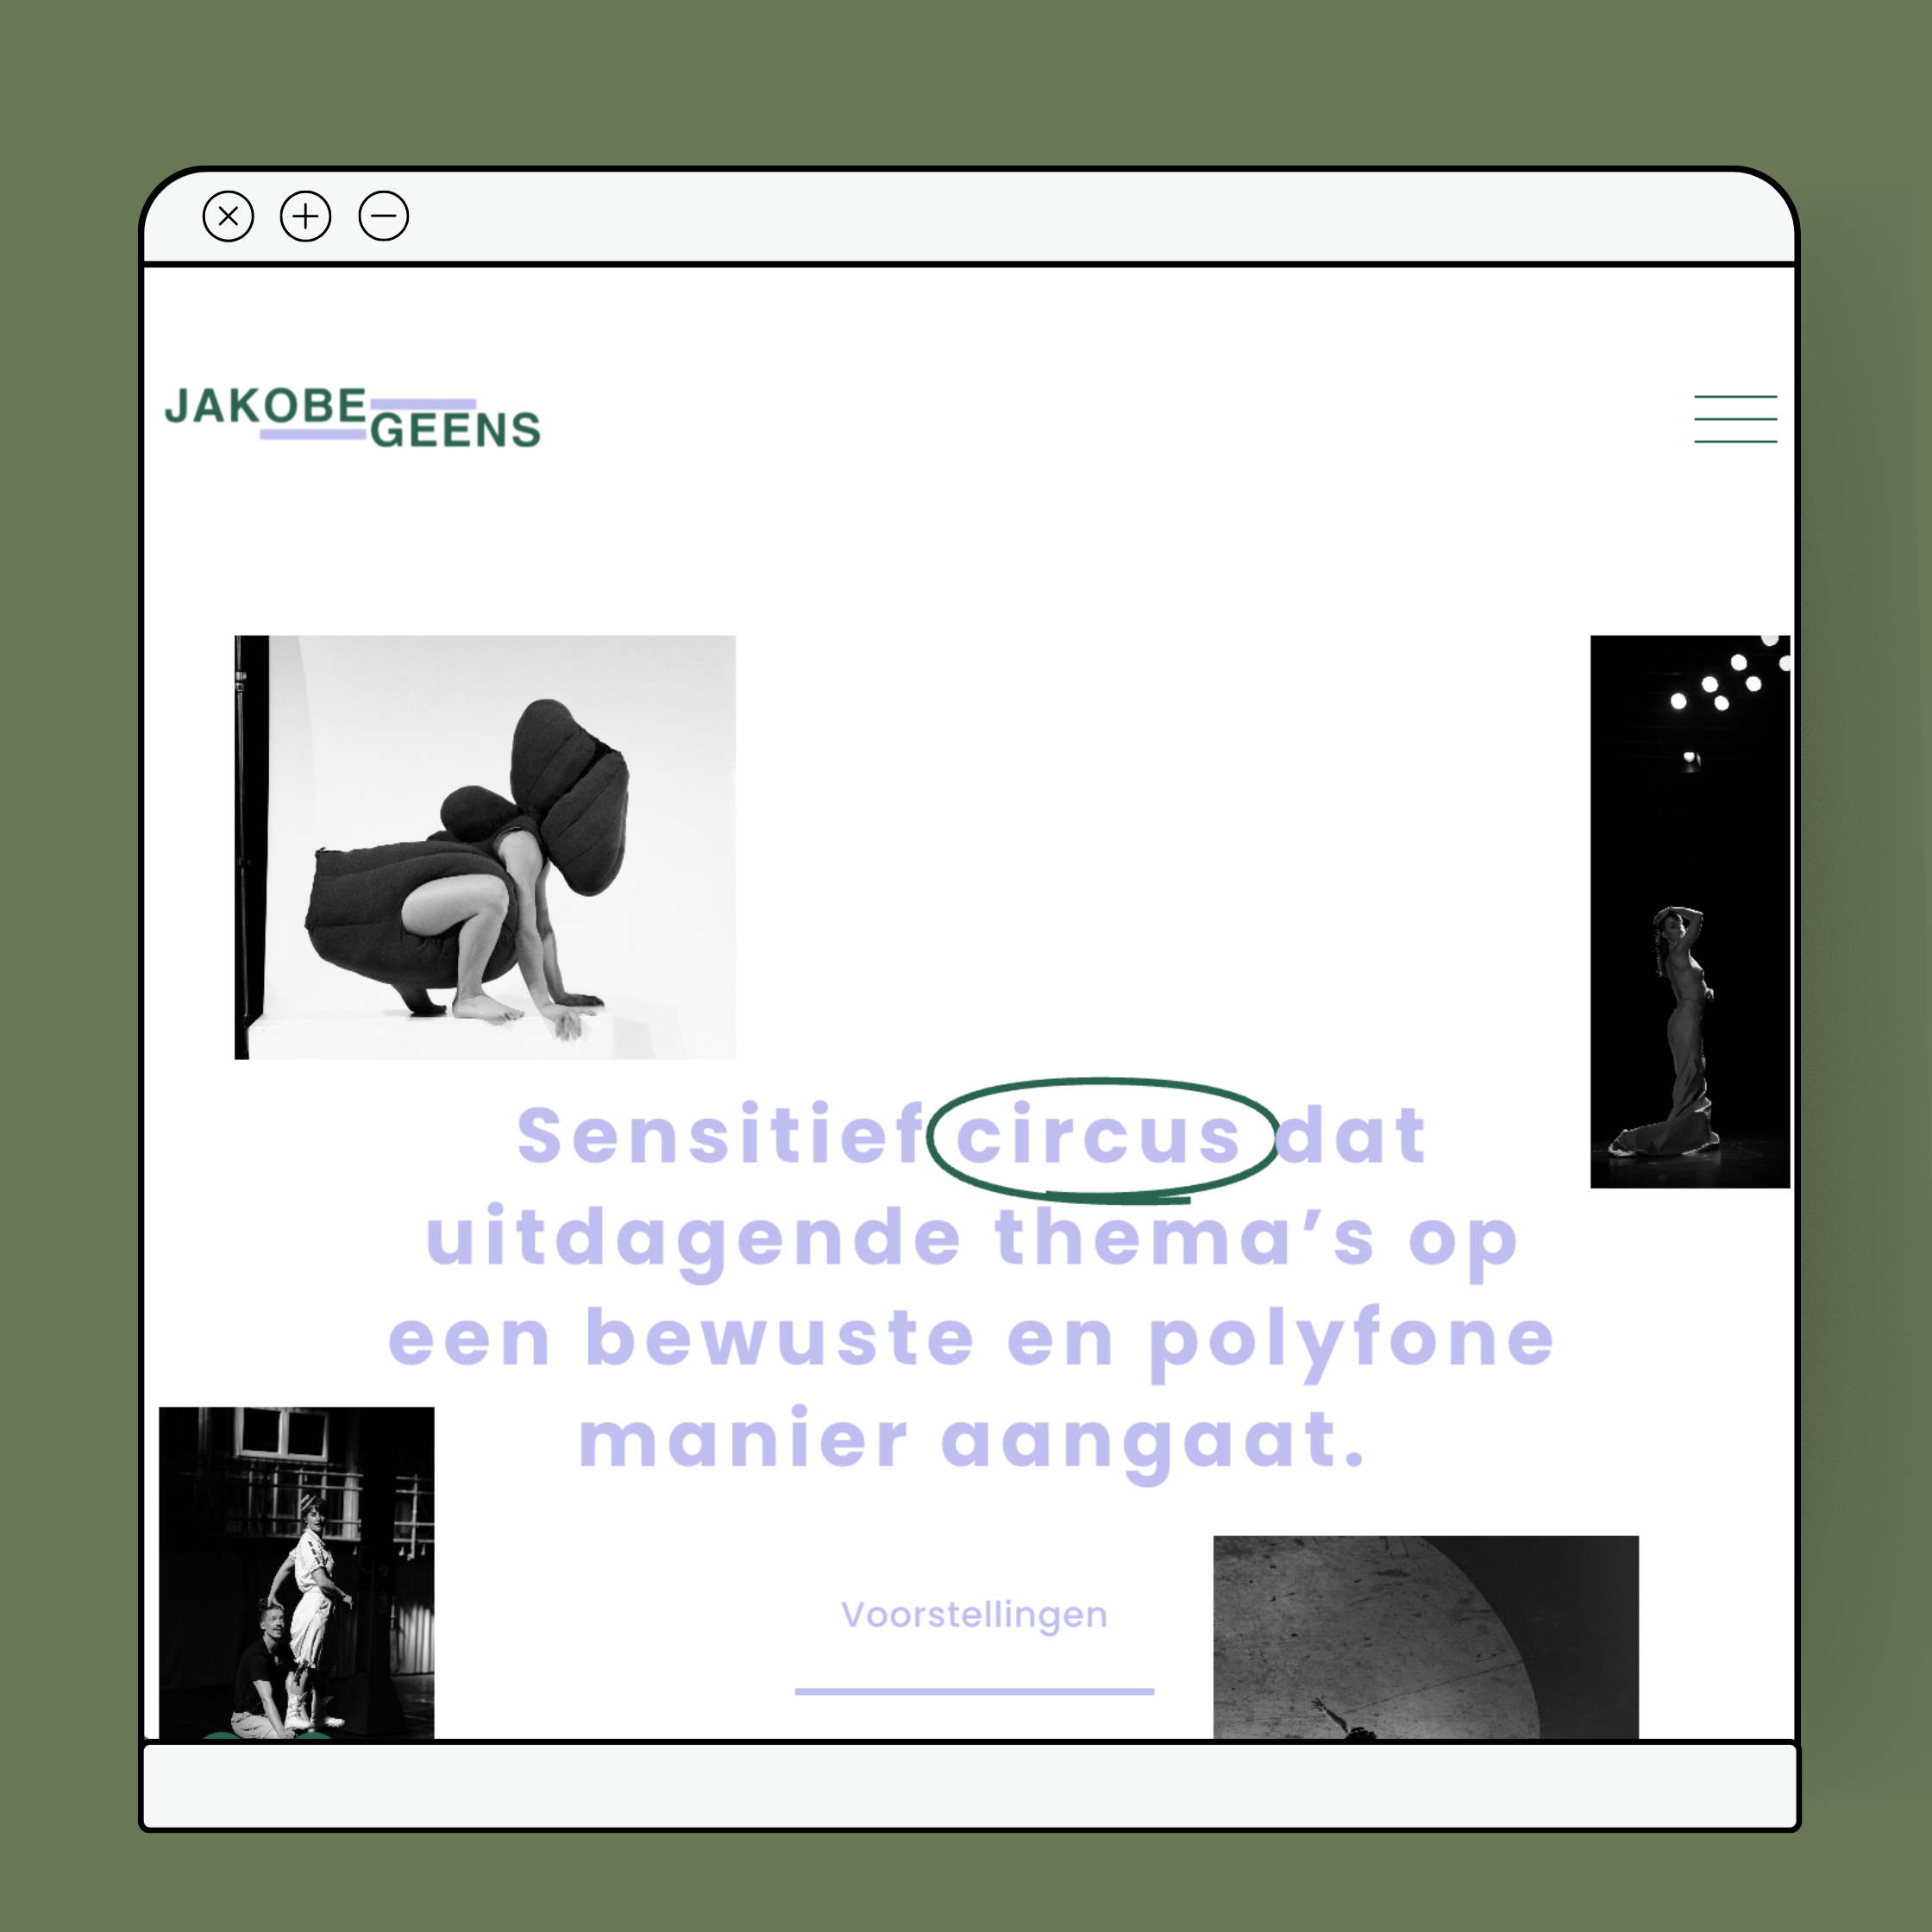 JAKOBE
GEENS
Sensitief circus dat
uitdagende thema’s op
een bewuste en polyfone
manier aangaat.
Voorstellingen